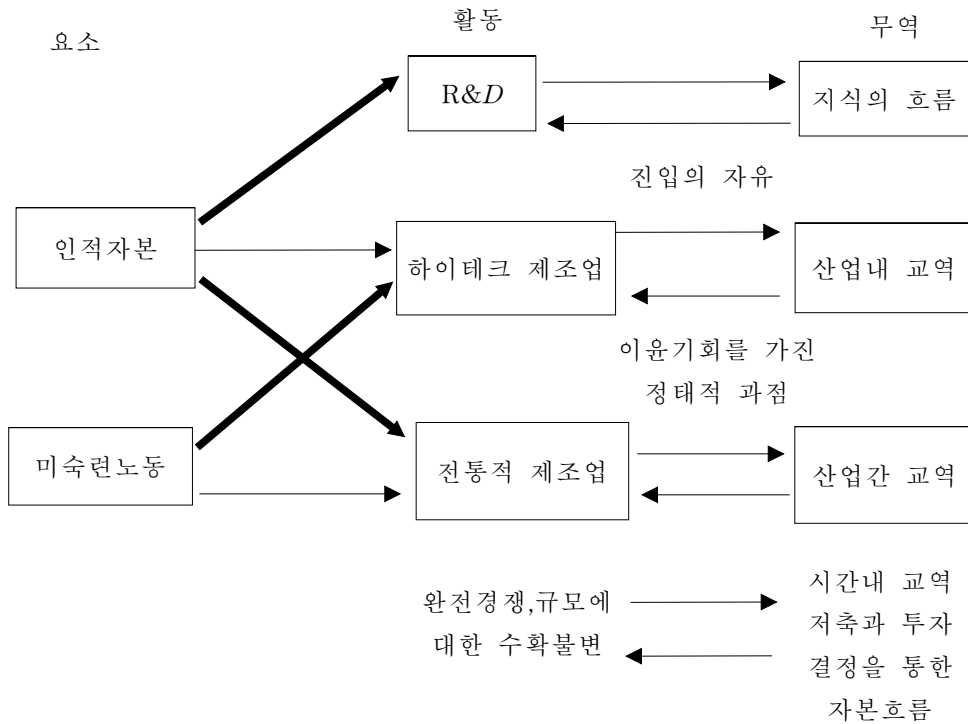 요소
활동
무역
R&D
지식의 흐름
진입의 자유
인적자본
하이테크 제조업
산업내 교역
이윤기회를 가진
정태적 과점
미숙련노동
전통적 제조업
산업간 교역
완전경쟁,규모에
대한 수확불변
시간내 교역
저축과 투자
결정을 통한
자본흐름